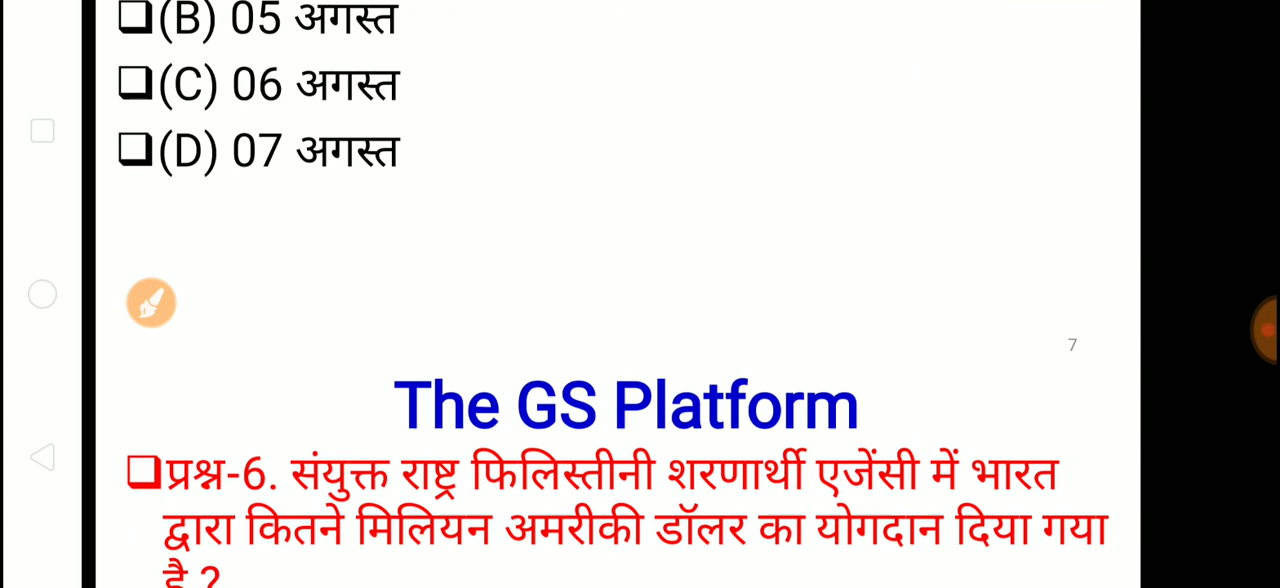 (B) 05 अगस्त
(C) 06 अगस्त
(D) 07 अगस्त
7
The GS Platform
प्रश्न-6. संयुक्त राष्ट्र फिलिस्तीनी शरणार्थी एजेंसी में भारत
द्वारा कितने मिलियन अमरीकी डॉलर का योगदान दिया गया
है ?